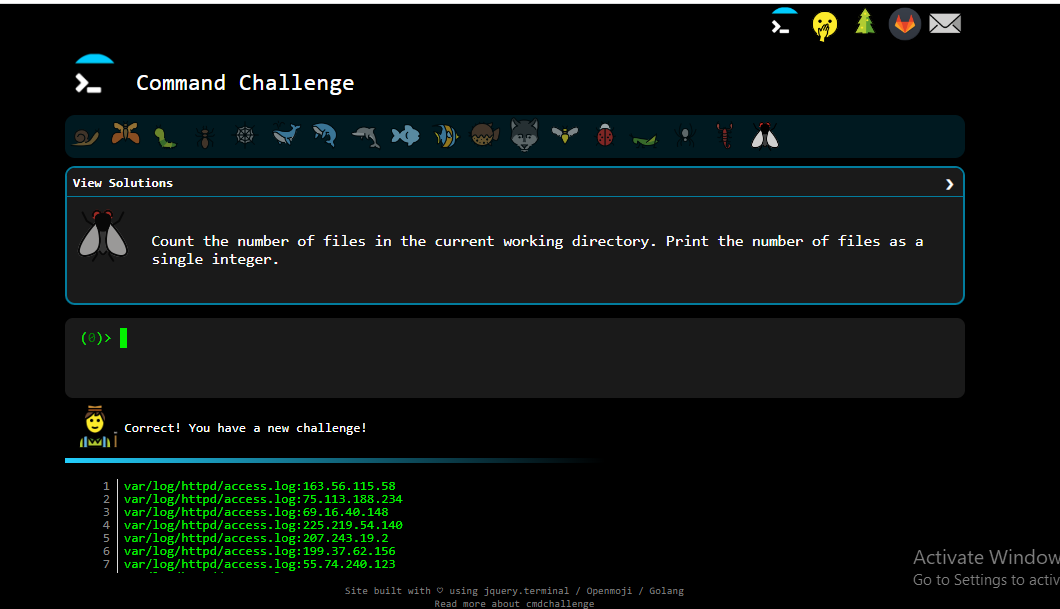 Command Challenge
View Solutions
Count the number of files in the current working directory. Print the number of files as a
single integer.
(0)>
Correct! You have a new challenge!
1 var/log/httpd/access.log:163.56.115.58
2 var/log/httpd/access.log:75.113.188.234
3 var/log/httpd/access.log:69.16.40.148
4 var/log/httpd/access.log:225.219.54.140
5 var/log/httpd/access.log:207.243.19.2
6 var/log/httpd/access.log:199.37.62.156
7 var/log/httpd/access.log:55.74.240.123
Activate Window
Go to Settings to activ
Site built with ♡ using jquery.terminal / Openmoji / Golang
Read more about cmdchallenge